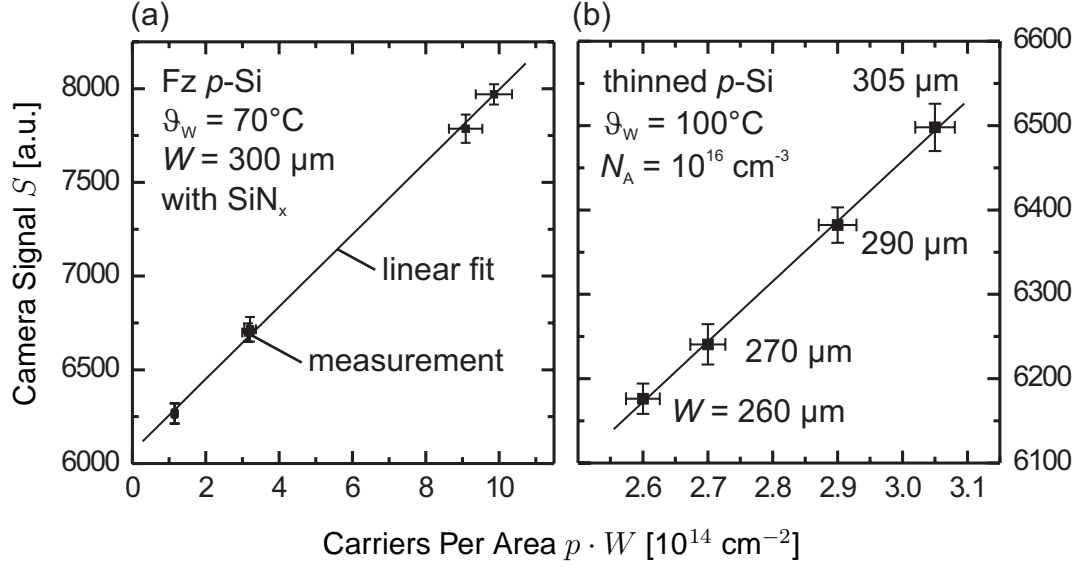 (a)
Camera Signal S [a.u.]
8000
7500
7000
6500
6000
Fz p-Si
ϑW = 70°C
W = 300 µm
with SiNx
linear fit
measurement
0 2 4 6 8 10
(b)
thinned p-Si
ϑW = 100°C
NA = 10^16 cm^-3
305 µm
290 µm
270 µm
W = 260 µm
6600
6500
6400
6300
6200
6100
2.6 2.7 2.8 2.9 3.0 3.1
Carriers Per Area p · W [10^14 cm^−2]